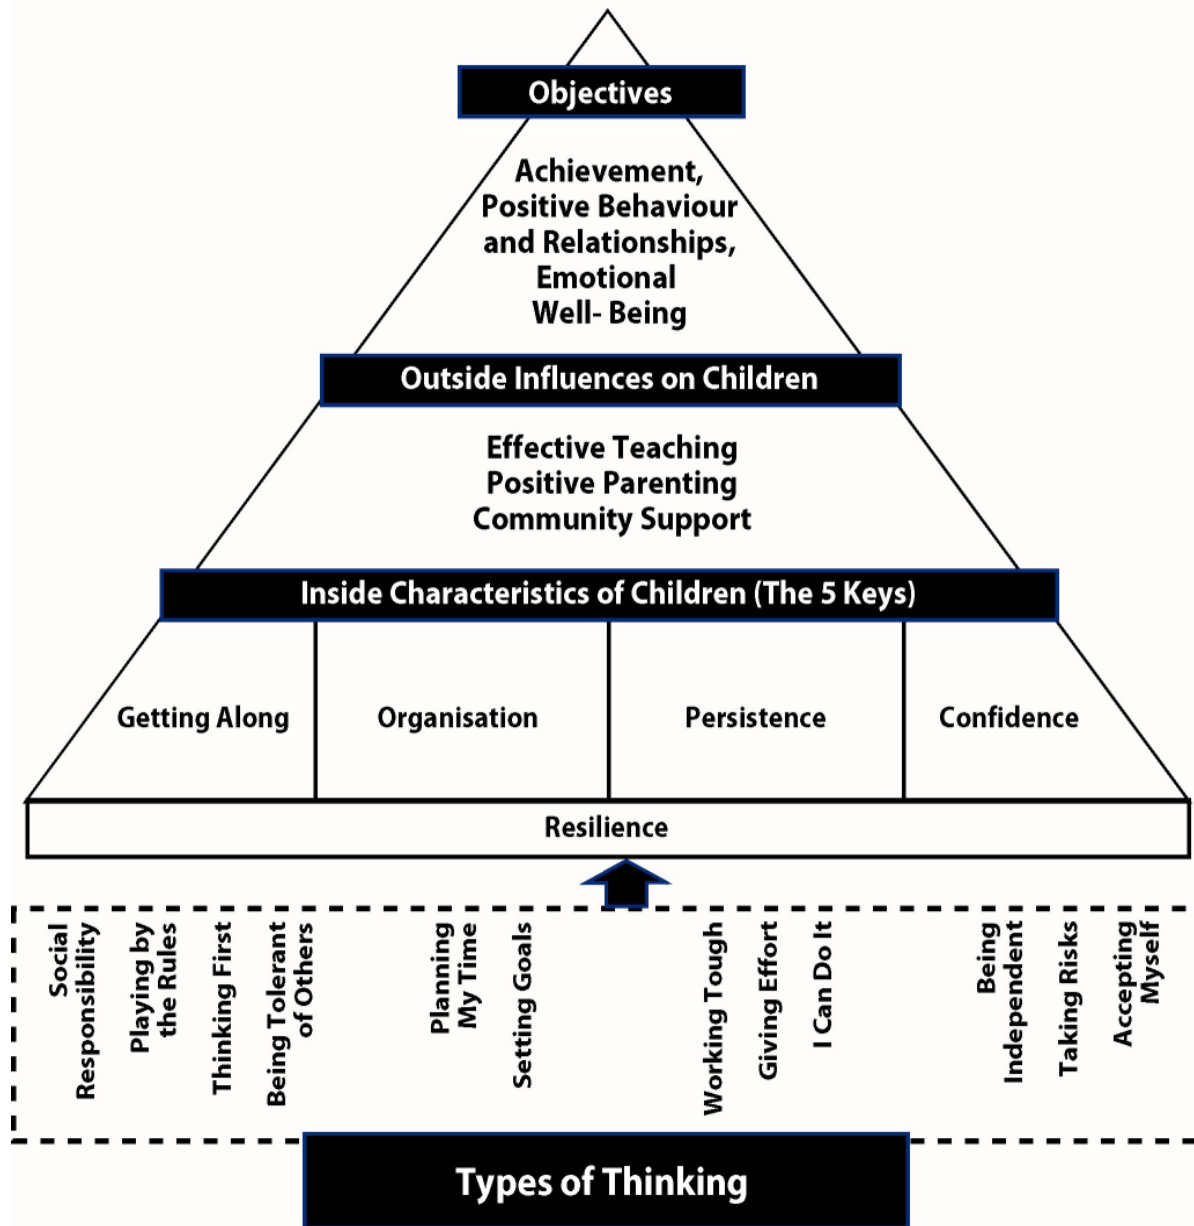 Objectives
Achievement,
Positive Behaviour
and Relationships,
Emotional
Well- Being
Outside Influences on Children
Effective Teaching
Positive Parenting
Community Support
Inside Characteristics of Children (The 5 Keys)
Getting Along
Organisation
Persistence
Confidence
Resilience
Social
Responsibility
Playing by
the Rules
Thinking First
Being Tolerant
of Others
Planning
My Time
Setting Goals
Working Tough
Giving Effort
I Can Do It
Being
Independent
Taking Risks
Accepting
Myself
Types of Thinking